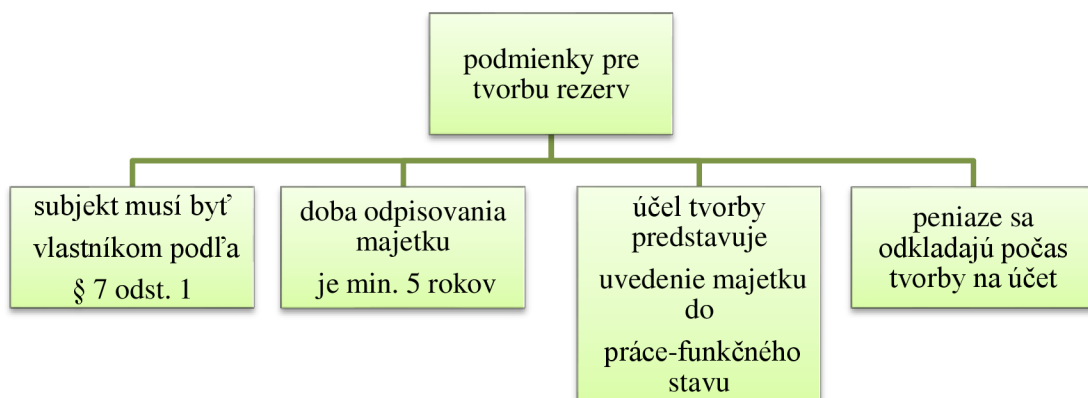 podmienky pre
tvorbu rezerv
subjekt musí byť
vlastníkom podľa
§ 7 odst. 1
doba odpisovania
majetku
je min. 5 rokov
účel tvorby
predstavuje
uvedenie majetku
do
práce-funkčného
stavu
peniaze sa
odkladajú počas
tvorby na účet